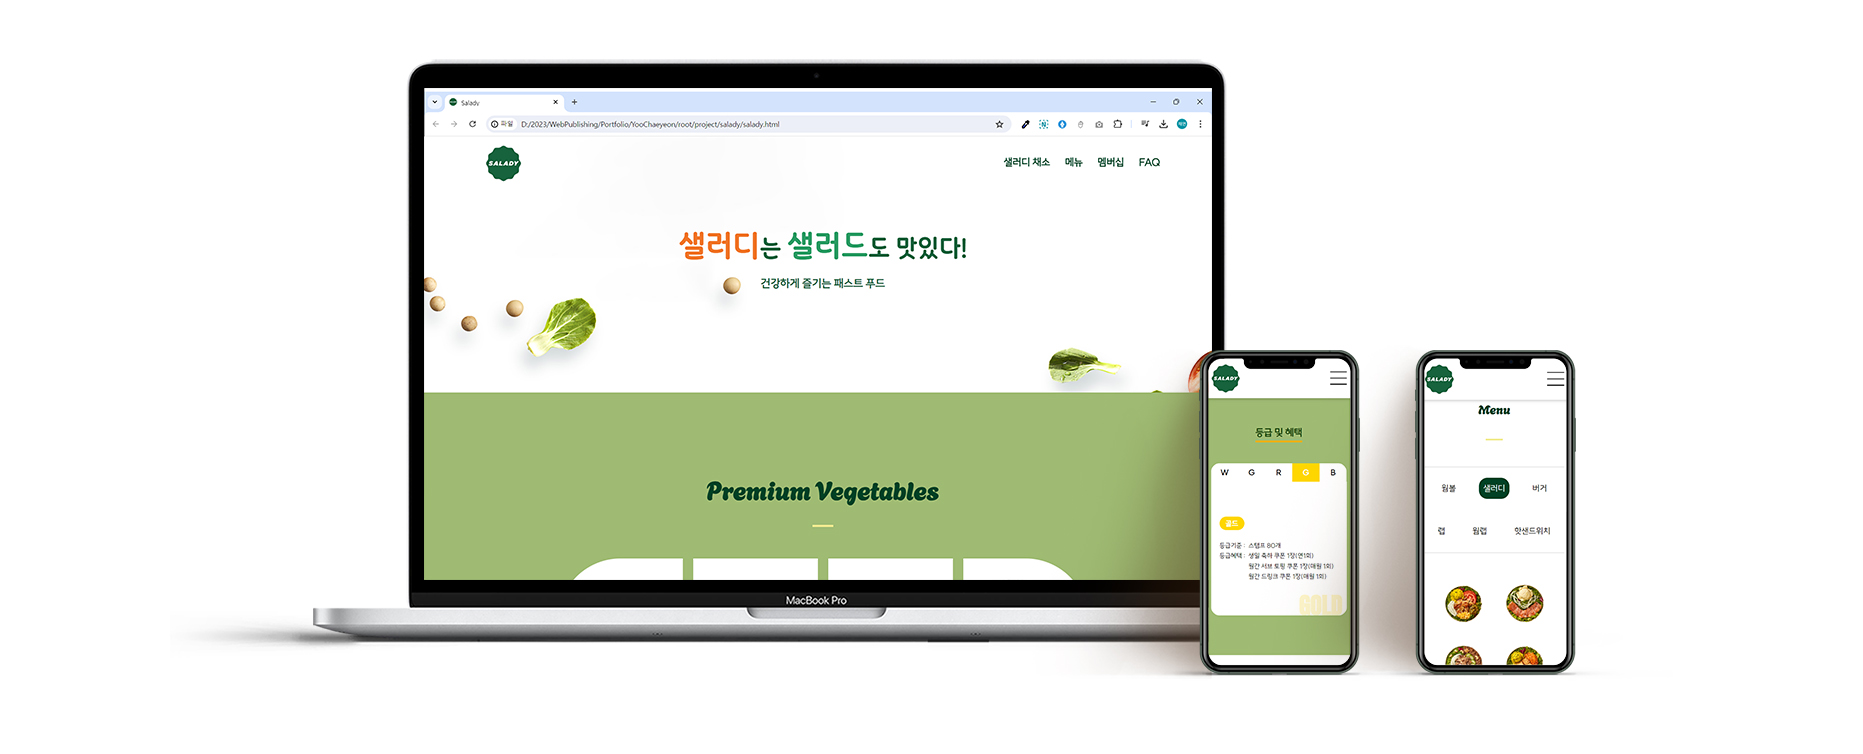 Salady
파일 D:/2023/WebPublishing/Portfolio/YooChaeyeon/root/project/salady/salady.html
SALADY
샐러디 채소 메뉴 멤버십 FAQ
샐러디는 샐러드도 맛있다!
건강하게 즐기는 패스트 푸드
Premium Vegetables
MacBook Pro
SALADY
등급 및 혜택
W G R G B
골드
등급기준 : 스탬프 80개
등급혜택 : 생일 축하 쿠폰 1장(연1회)
월간 서브 토핑 쿠폰 1장(매월 1회)
월간 드링크 쿠폰 1장(매월 1회)
GOLD
SALADY
Menu
웜볼 샐러디 버거
랩 웜랩 핫샌드위치